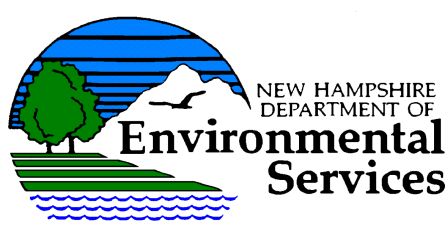 NEW HAMPSHIRE
DEPARTMENT OF
Environmental
Services